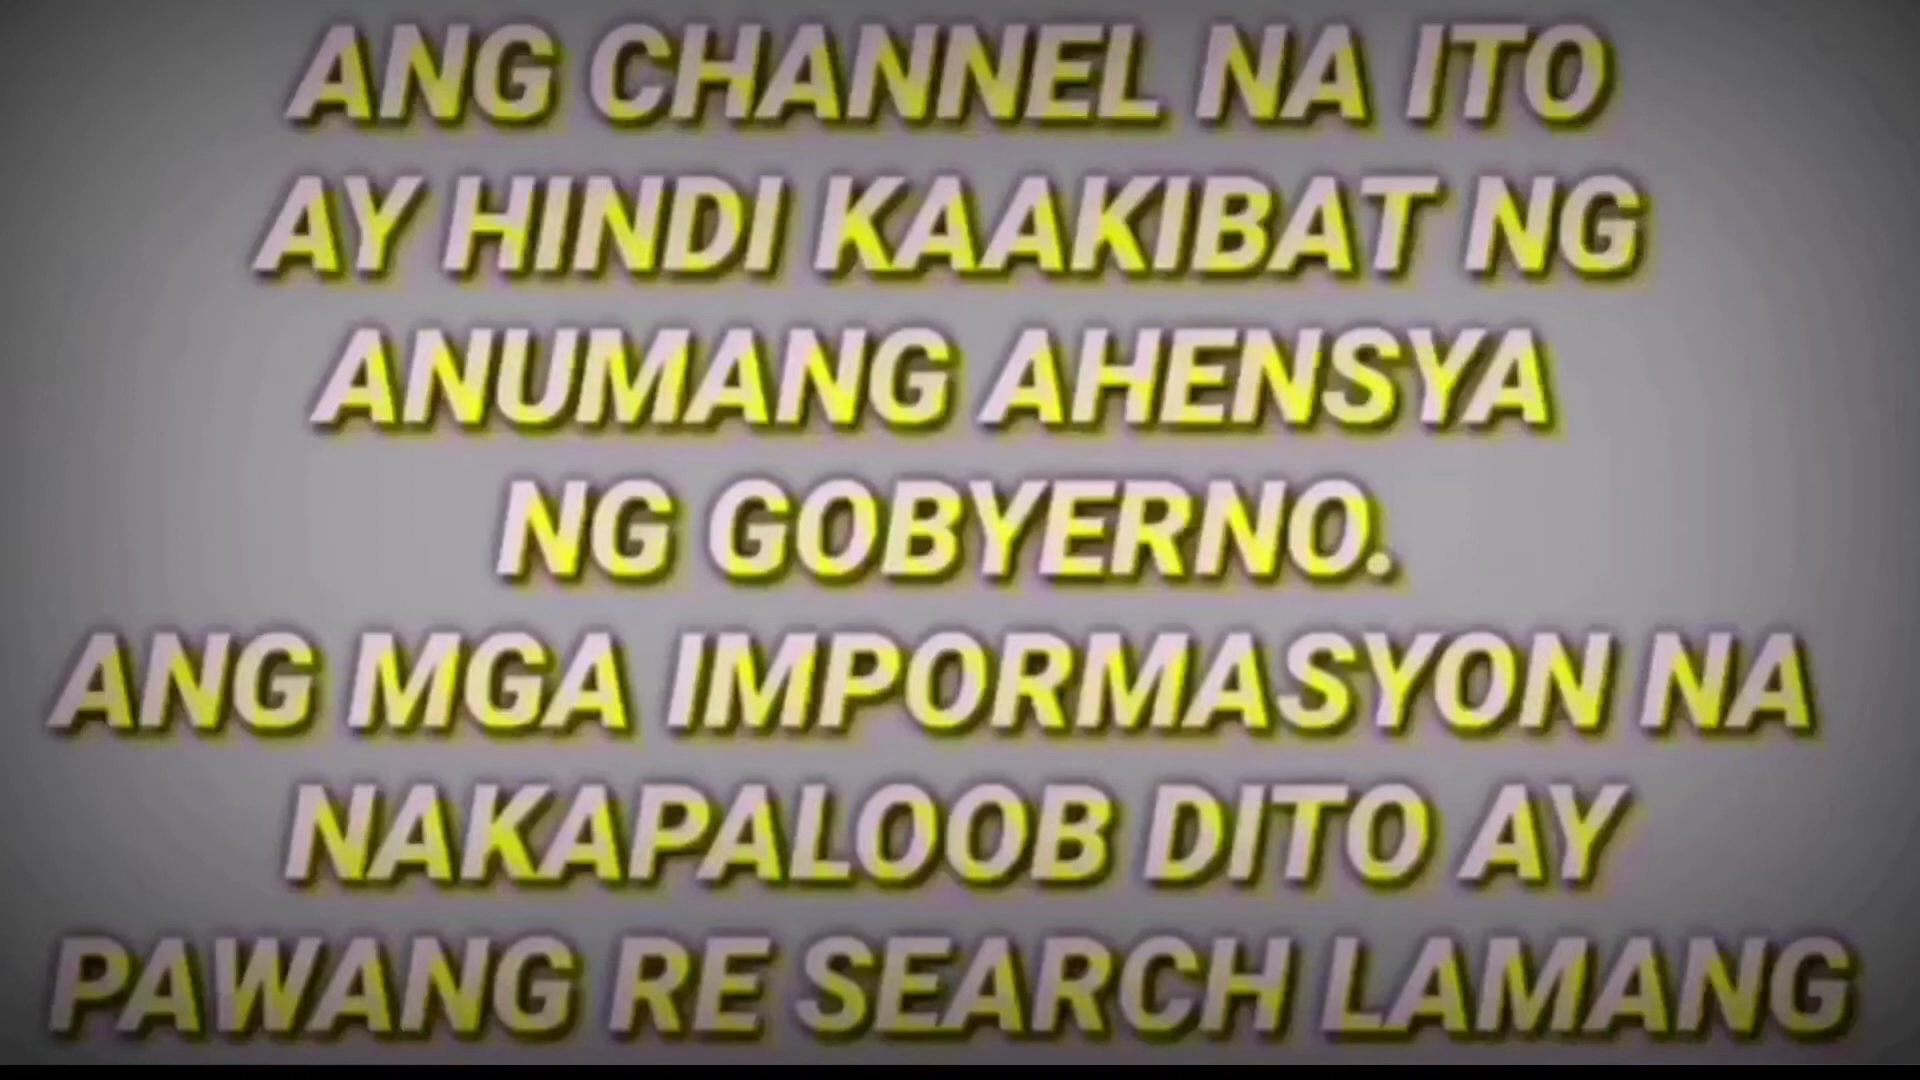 ANG CHANNEL NA ITO
AY HINDI KAAKIBAT NG
ANUMANG AHENSYA
NG GOBYERNO.
ANG MGA IMPORMASYON NA
NAKAPALOOB DITO AY
PAWANG RE SEARCH LAMANG